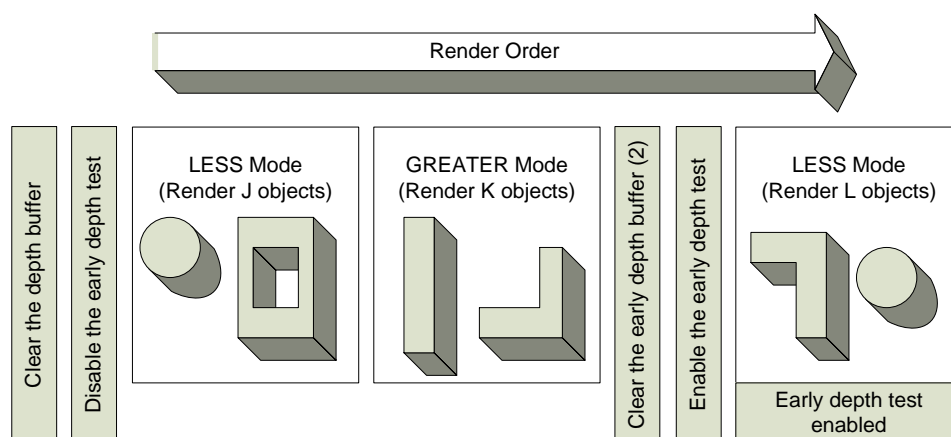 Render Order
Clear the depth buffer
Disable the early depth test
LESS Mode
(Render J objects)
GREATER Mode
(Render K objects)
Clear the early depth buffer (2)
Enable the early depth test
LESS Mode
(Render L objects)
Early depth test
enabled